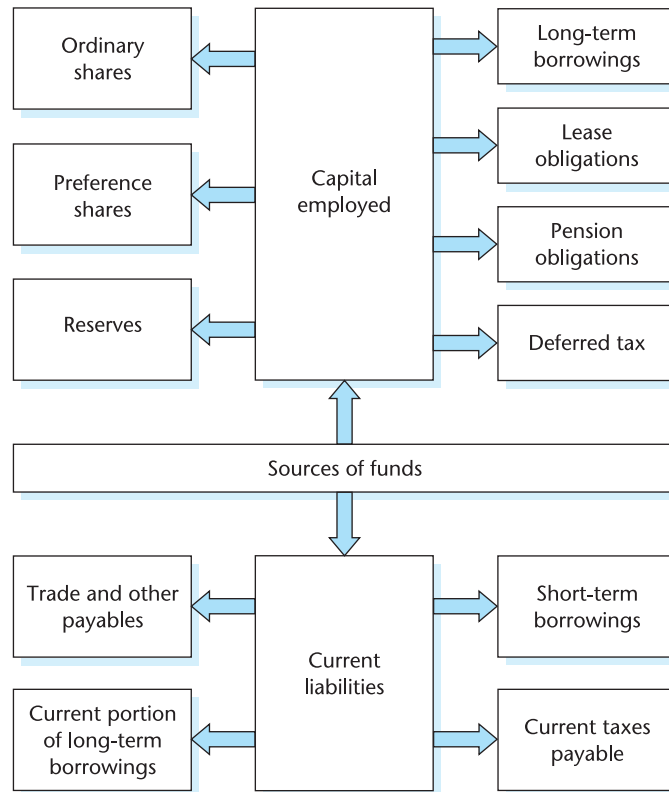 Ordinary
shares
Preference
shares
Reserves
Capital
employed
Long-term
borrowings
Lease
obligations
Pension
obligations
Deferred tax
Sources of funds
Trade and other
payables
Current portion
of long-term
borrowings
Current
liabilities
Short-term
borrowings
Current taxes
payable